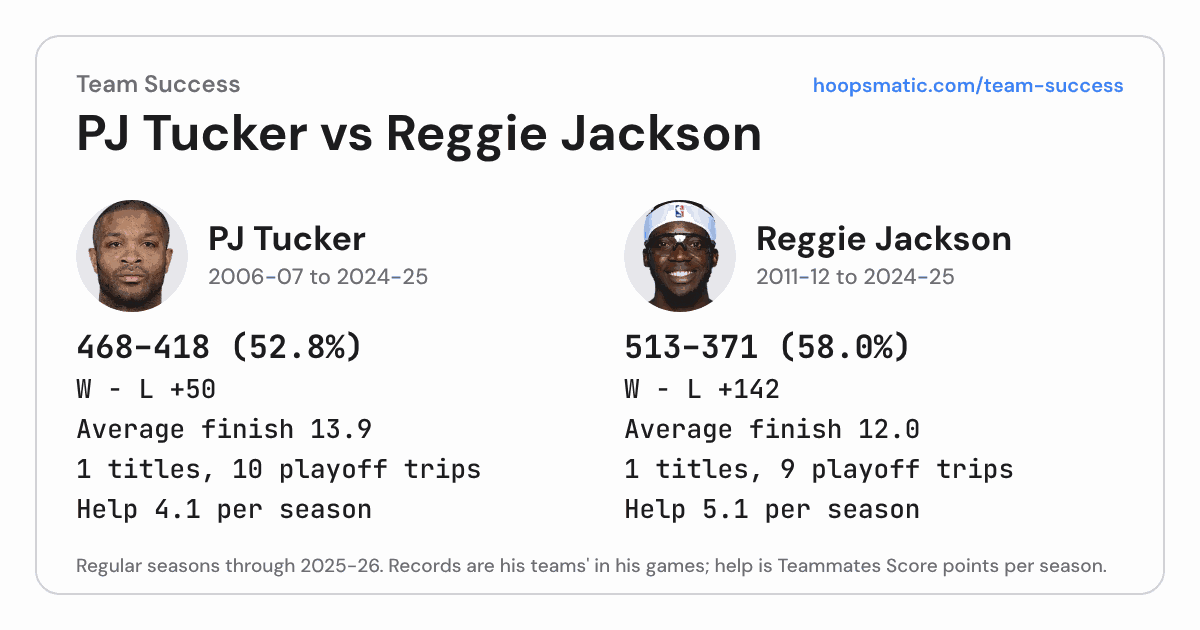 Team Success
hoopsmatic.com/team-success
PJ Tucker vs Reggie Jackson
PJ Tucker
2006-07 to 2024-25
468-418 (52.8%)
W - L +50
Average finish 13.9
1 titles, 10 playoff trips
Help 4.1 per season
Reggie Jackson
2011-12 to 2024-25
513-371 (58.0%)
W - L +142
Average finish 12.0
1 titles, 9 playoff trips
Help 5.1 per season
Regular seasons through 2025-26. Records are his teams' in his games; help is Teammates Score points per season.